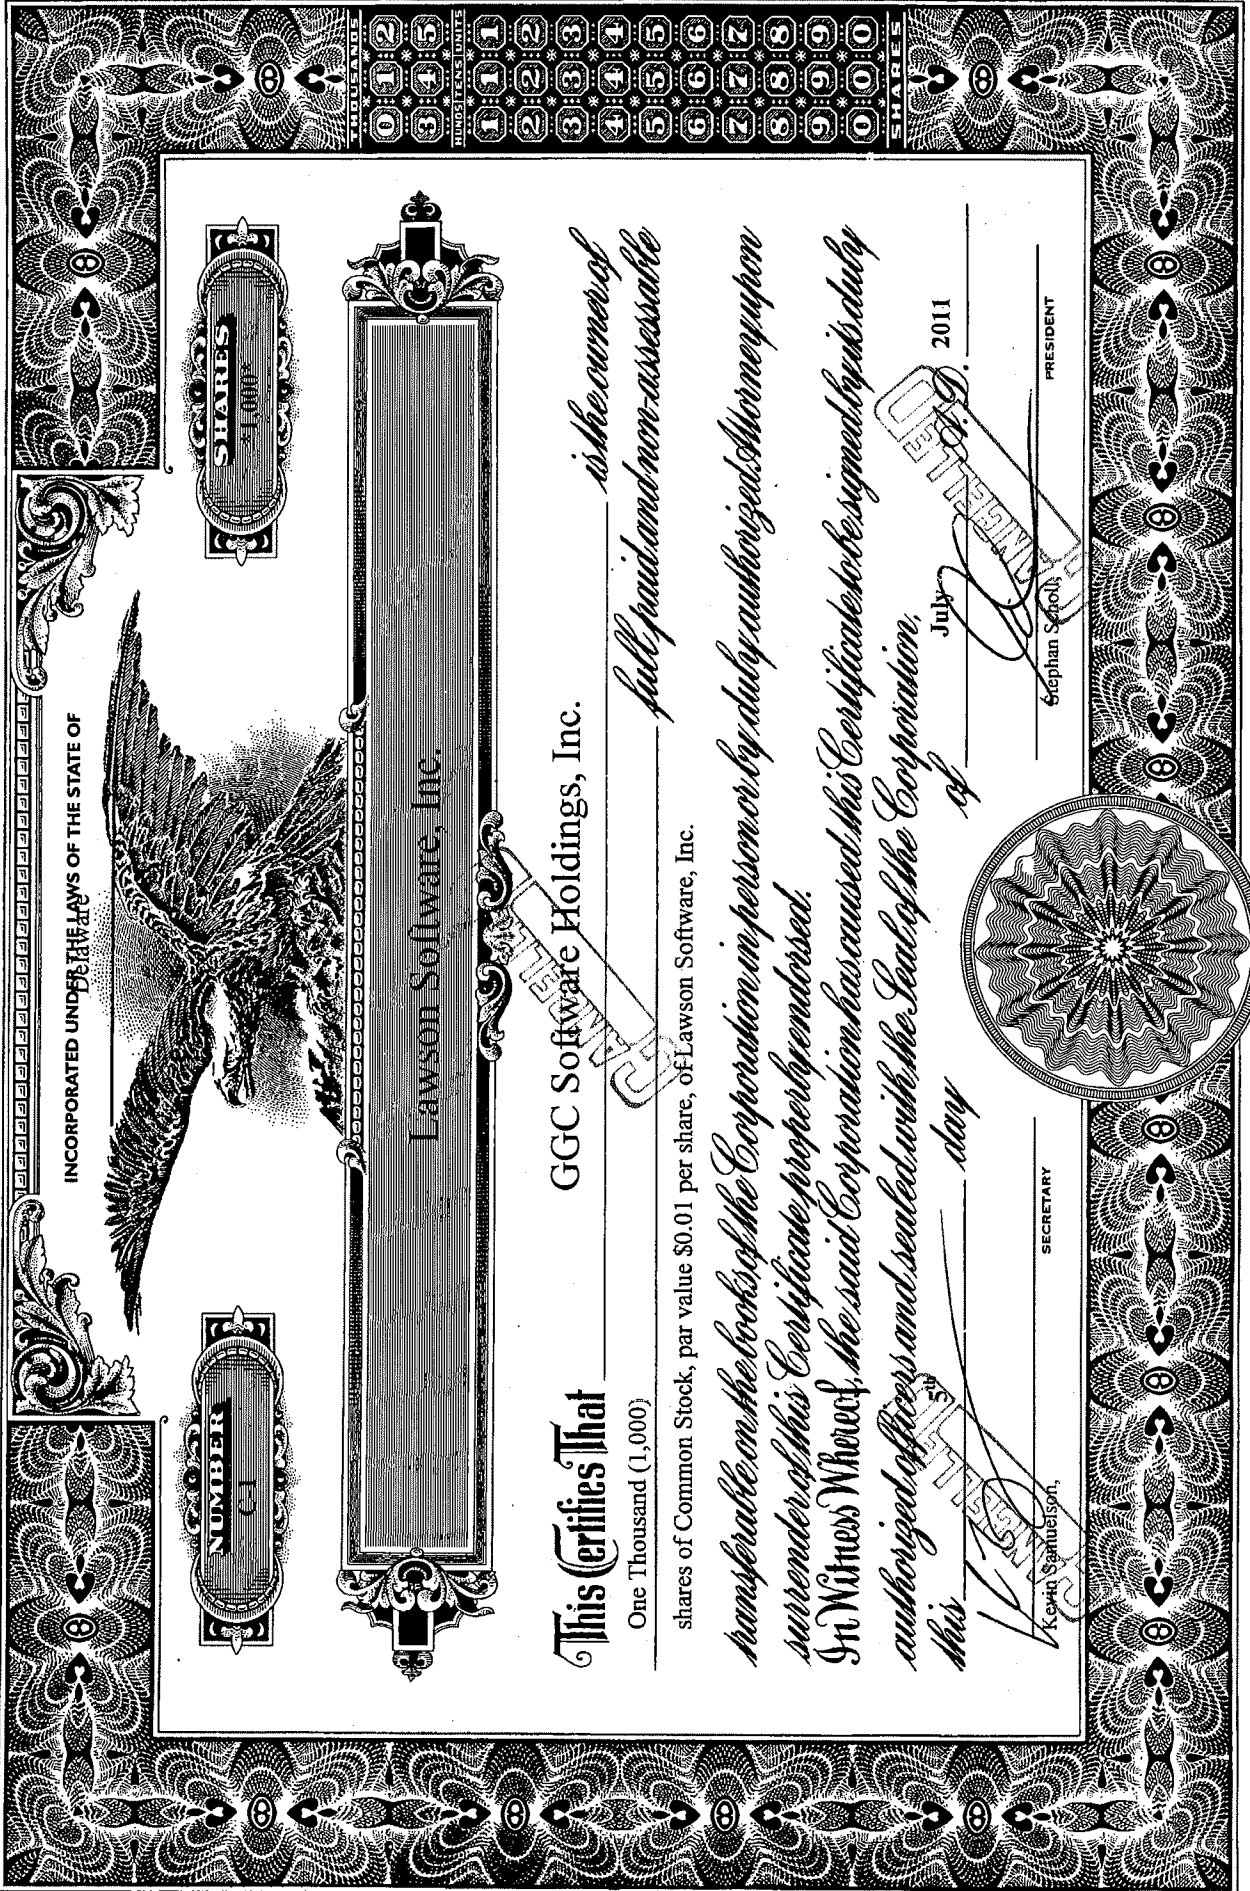 INCORPORATED UNDER THE LAWS OF THE STATE OF
Delaware
NUMBER
C-1
SHARES
*1,000*
Lawson Software, Inc.
This Certifies That GGC Software Holdings, Inc. is the owner of
One Thousand (1,000) full paid and non-assessable
shares of Common Stock, par value $0.01 per share, of Lawson Software, Inc.
transferable on the books of the Corporation in person or by duly authorized Attorney upon
surrender of this Certificate properly endorsed.
In Witness Whereof, the said Corporation has caused this Certificate to be signed by its duly
authorized officers and sealed with the Seal of the Corporation,
this 5th day of July A.D. 2011
Kevin Samuelson, Stephan Scholl,
SECRETARY PRESIDENT
CANCELLED
CANCELLED
CANCELLED
THOUSANDS
0 1 2
3 4 5
HUNDS TENS UNITS
1 1 1
2 2 2
3 3 3
4 4 4
5 5 5
6 6 6
7 7 7
8 8 8
9 9 9
0 0 0
SHARES